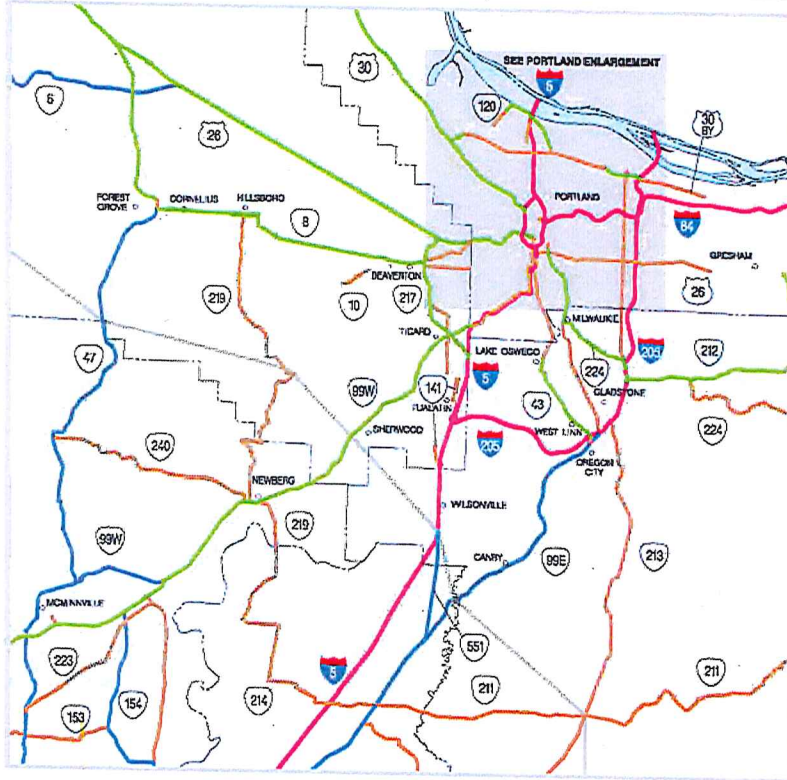 30
SEE PORTLAND ENLARGEMENT
5
6
120
26
30
BY
FOREST
GROVE
CORNELIUS
HILLSBORO
PORTLAND
8
84
BEAVERTON
GRESHAM
219
10
217
26
TIGARD
MILWAUKIE
205
47
LAKE OSWEGO
224
212
99W
5
141
GLADSTONE
TUALATIN
43
SHERWOOD
WEST LINN
224
240
205
OREGON
CITY
NEWBERG
WILSONVILLE
219
99W
CANBY
99E
213
MCMINNVILLE
551
223
5
211
211
153
154
214